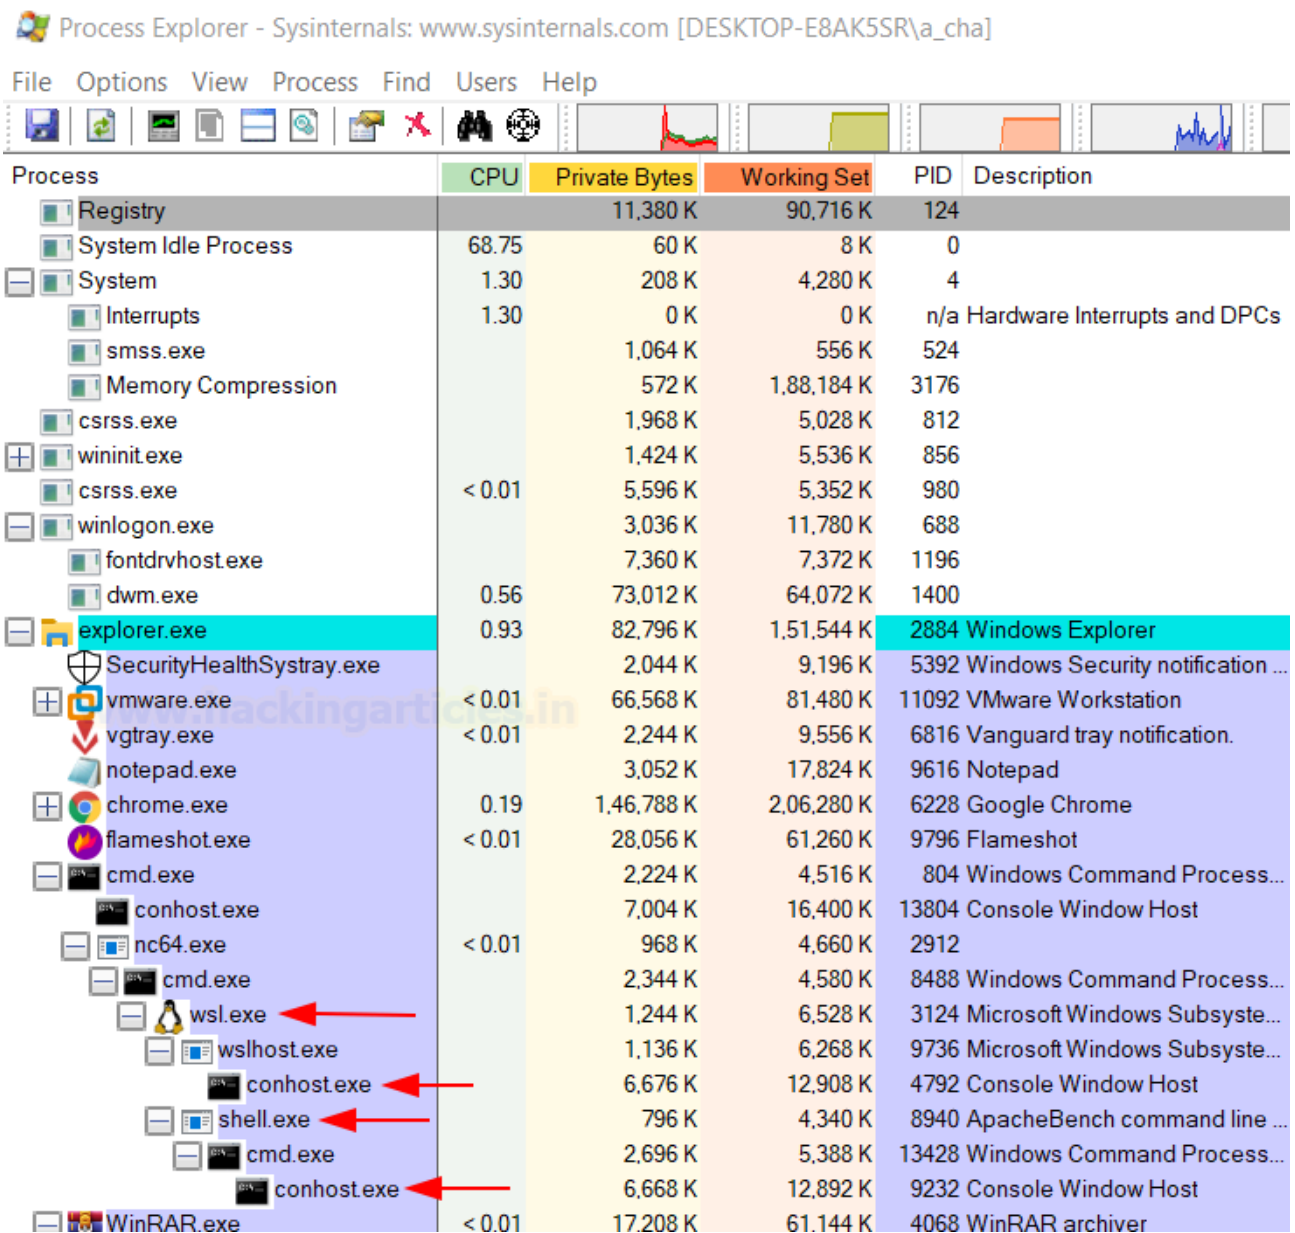 Process Explorer - Sysinternals: www.sysinternals.com [DESKTOP-E8AK5SR\a_cha]
File Options View Process Find Users Help
Process CPU Private Bytes Working Set PID Description
Registry 11,380 K 90,716 K 124
System Idle Process 68.75 60 K 8 K 0
System 1.30 208 K 4,280 K 4
Interrupts 1.30 0 K 0 K n/a Hardware Interrupts and DPCs
smss.exe 1,064 K 556 K 524
Memory Compression 572 K 1,88,184 K 3176
csrss.exe 1,968 K 5,028 K 812
wininit.exe 1,424 K 5,536 K 856
csrss.exe < 0.01 5,596 K 5,352 K 980
winlogon.exe 3,036 K 11,780 K 688
fontdrvhost.exe 7,360 K 7,372 K 1196
dwm.exe 0.56 73,012 K 64,072 K 1400
explorer.exe 0.93 82,796 K 1,51,544 K 2884 Windows Explorer
SecurityHealthSystray.exe 2,044 K 9,196 K 5392 Windows Security notification ...
vmware.exe < 0.01 66,568 K 81,480 K 11092 VMware Workstation
www.hackingarticles.in
vgtray.exe < 0.01 2,244 K 9,556 K 6816 Vanguard tray notification.
notepad.exe 3,052 K 17,824 K 9616 Notepad
chrome.exe 0.19 1,46,788 K 2,06,280 K 6228 Google Chrome
flameshot.exe < 0.01 28,056 K 61,260 K 9796 Flameshot
cmd.exe 2,224 K 4,516 K 804 Windows Command Process...
conhost.exe 7,004 K 16,400 K 13804 Console Window Host
nc64.exe < 0.01 968 K 4,660 K 2912
cmd.exe 2,344 K 4,580 K 8488 Windows Command Process...
wsl.exe 1,244 K 6,528 K 3124 Microsoft Windows Subsyste...
wslhost.exe 1,136 K 6,268 K 9736 Microsoft Windows Subsyste...
conhost.exe 6,676 K 12,908 K 4792 Console Window Host
shell.exe 796 K 4,340 K 8940 ApacheBench command line ...
cmd.exe 2,696 K 5,388 K 13428 Windows Command Process...
conhost.exe 6,668 K 12,892 K 9232 Console Window Host
WinRAR.exe < 0.01 17,208 K 61,144 K 4068 WinRAR archiver